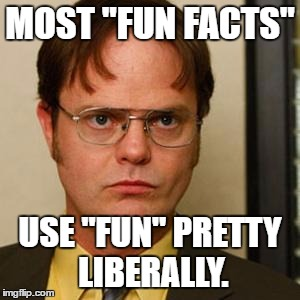 MOST "FUN FACTS"
USE "FUN" PRETTY
LIBERALLY.
imgflip.com